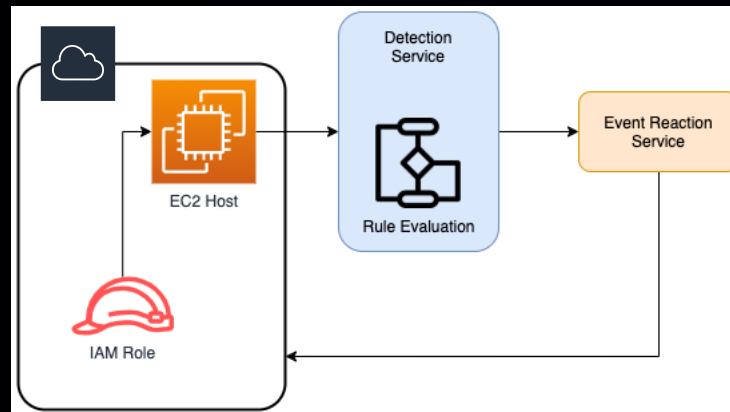 Detection
Service
Event Reaction
Service
EC2 Host
Rule Evaluation
IAM Role